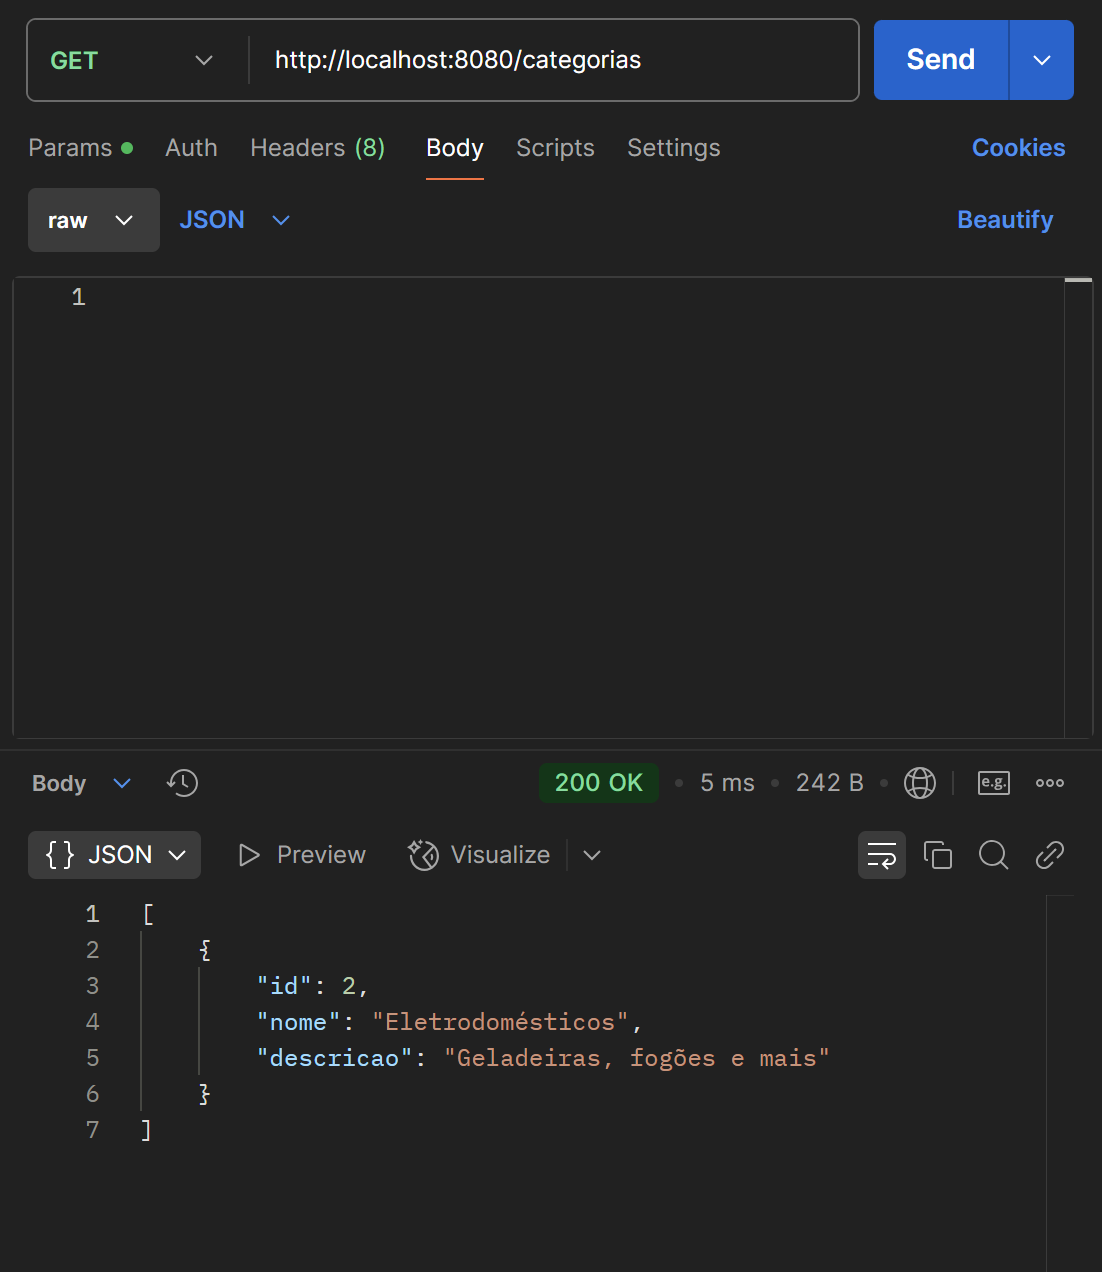 GET http://localhost:8080/categorias Send
Params Auth Headers (8) Body Scripts Settings Cookies
raw JSON Beautify
1
Body 200 OK 5 ms 242 B e.g.
{} JSON Preview Visualize
1 [
2 {
3 "id": 2,
4 "nome": "Eletrodomésticos",
5 "descricao": "Geladeiras, fogões e mais"
6 }
7 ]